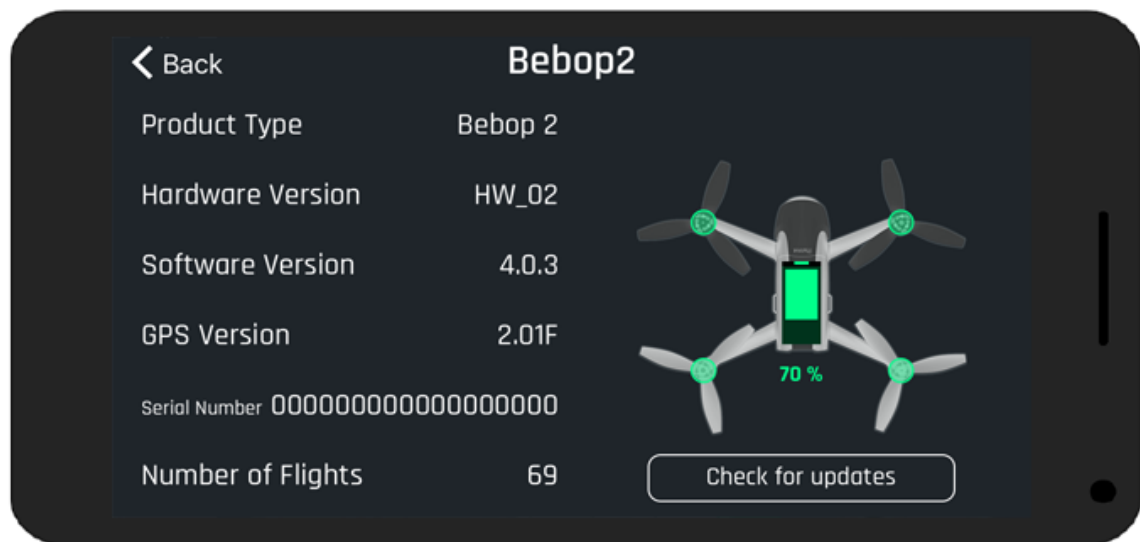 Back
Bebop2
Product Type Bebop 2
Hardware Version HW_02
Software Version 4.0.3
GPS Version 2.01F
Serial Number 000000000000000000
Number of Flights 69
70 %
Check for updates